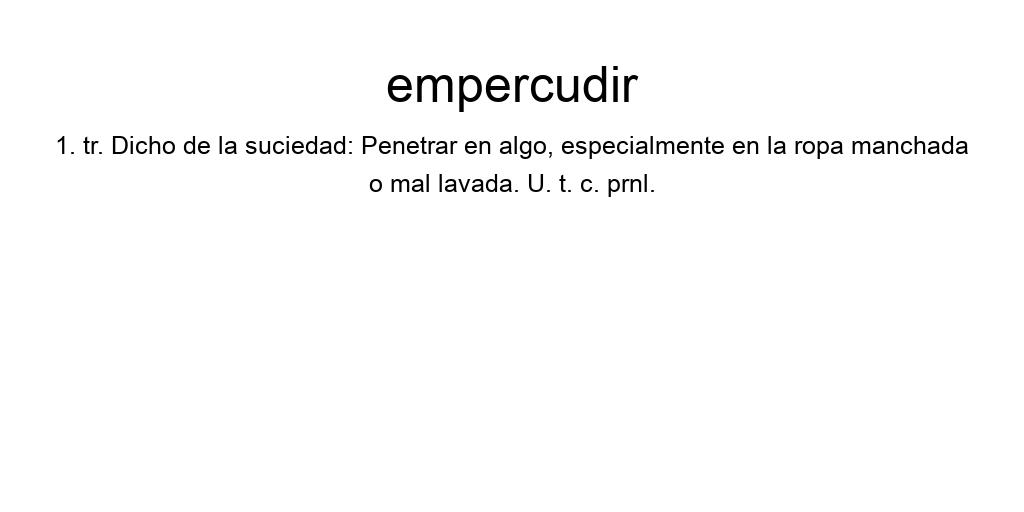 empercudir
1. tr. Dicho de la suciedad: Penetrar en algo, especialmente en la ropa manchada
o mal lavada. U. t. c. prnl.